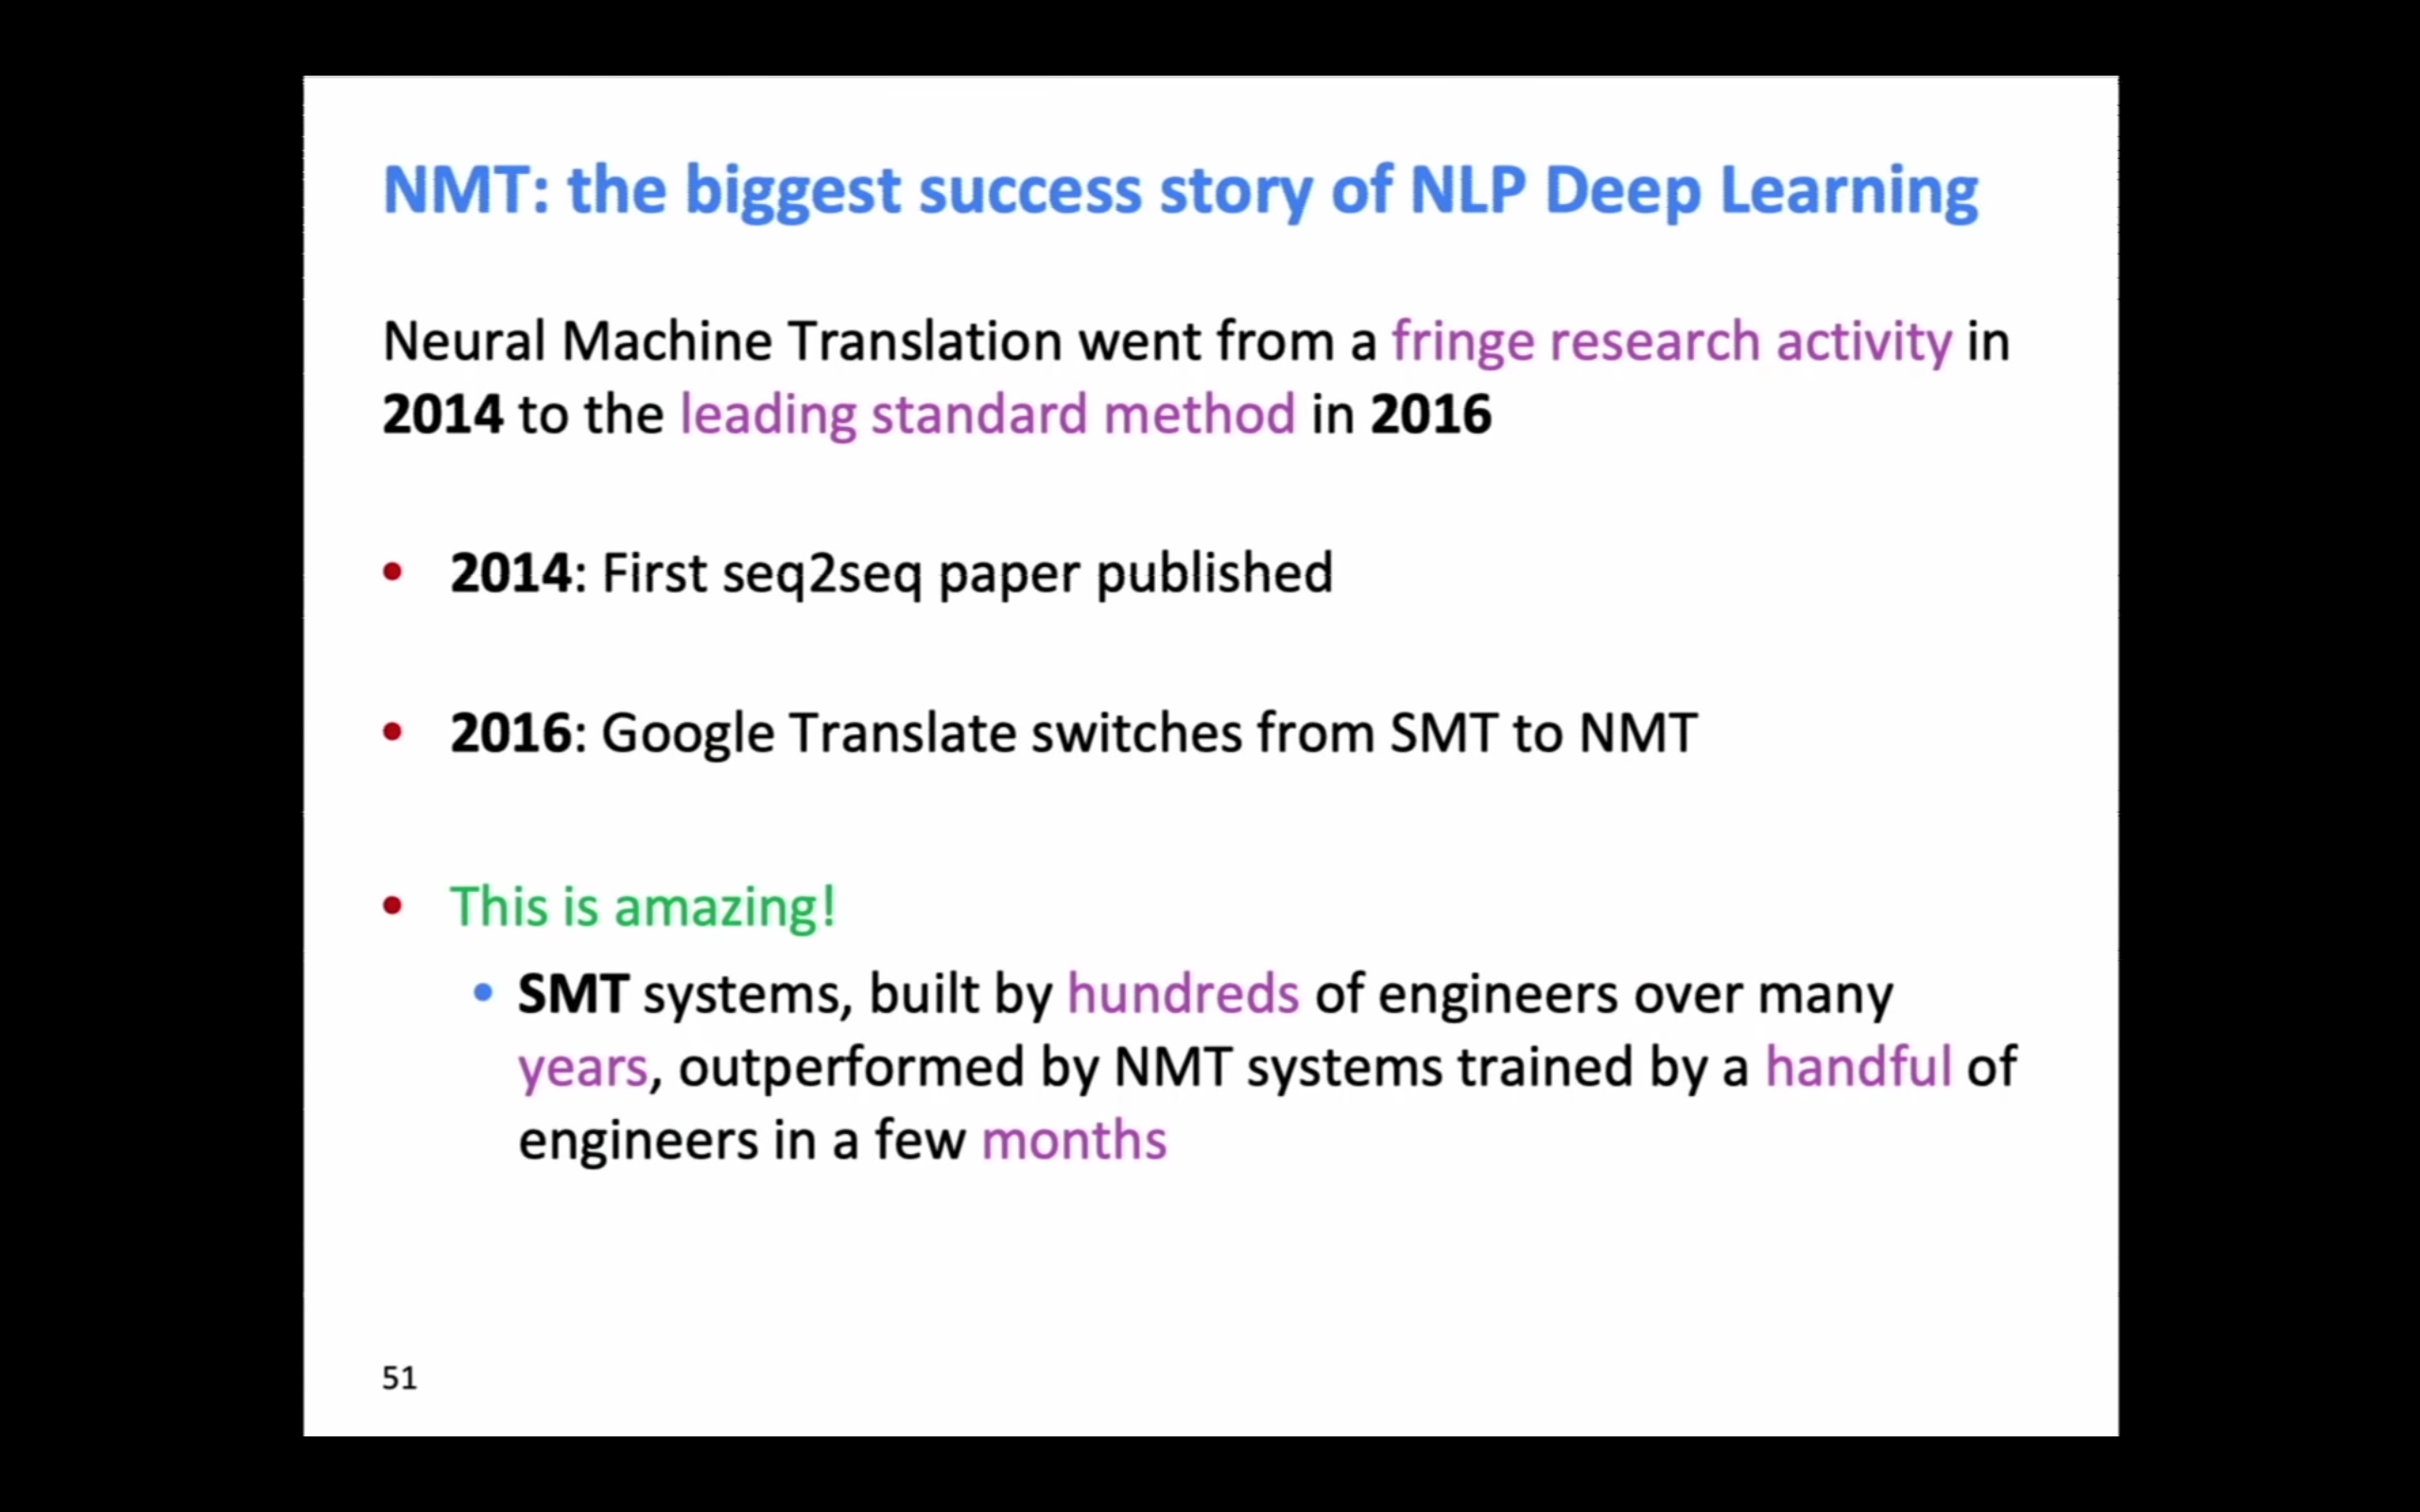 NMT: the biggest success story of NLP Deep Learning
Neural Machine Translation went from a fringe research activity in
2014 to the leading standard method in 2016
• 2014: First seq2seq paper published
• 2016: Google Translate switches from SMT to NMT
• This is amazing!
• SMT systems, built by hundreds of engineers over many
years, outperformed by NMT systems trained by a handful of
engineers in a few months
51